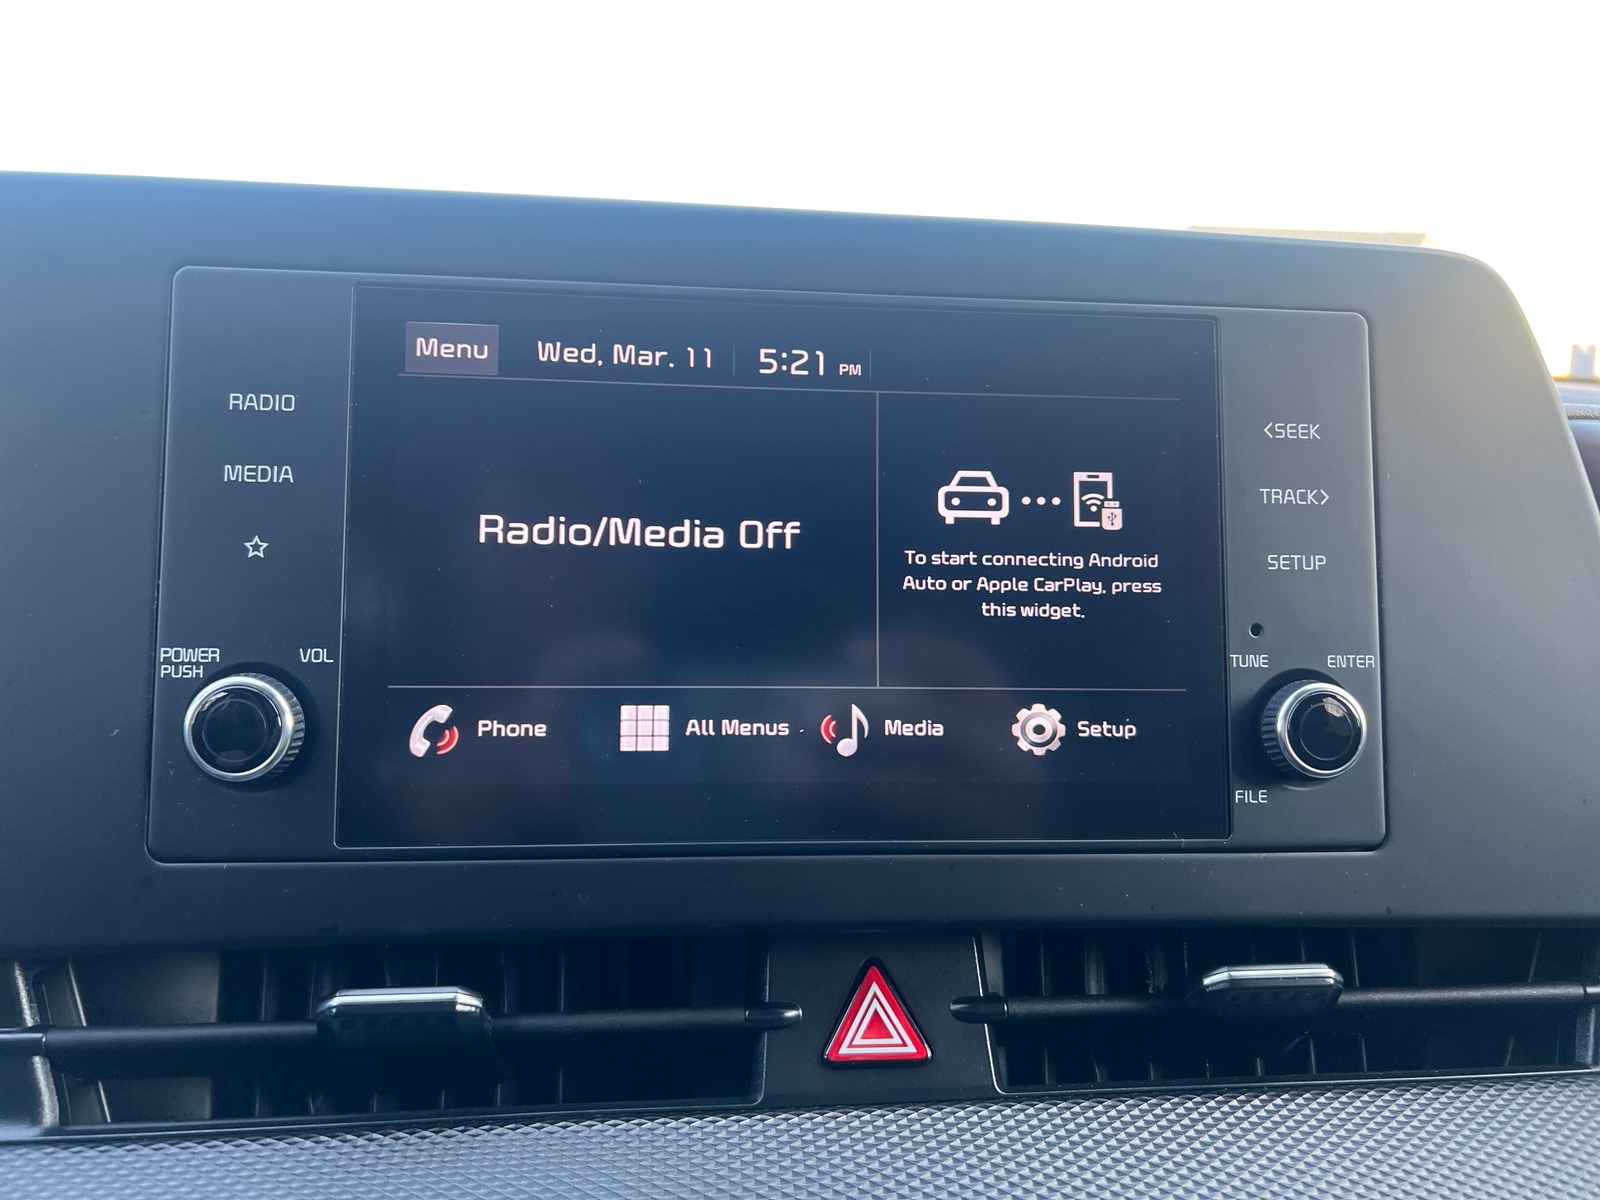 Menu
Wed, Mar. 11
5:21 PM
RADIO
MEDIA
POWER
PUSH
VOL
Radio/Media Off
To start connecting Android
Auto or Apple CarPlay, press
this widget.
Phone
All Menus
Media
Setup
<SEEK
TRACK>
SETUP
TUNE
ENTER
FILE